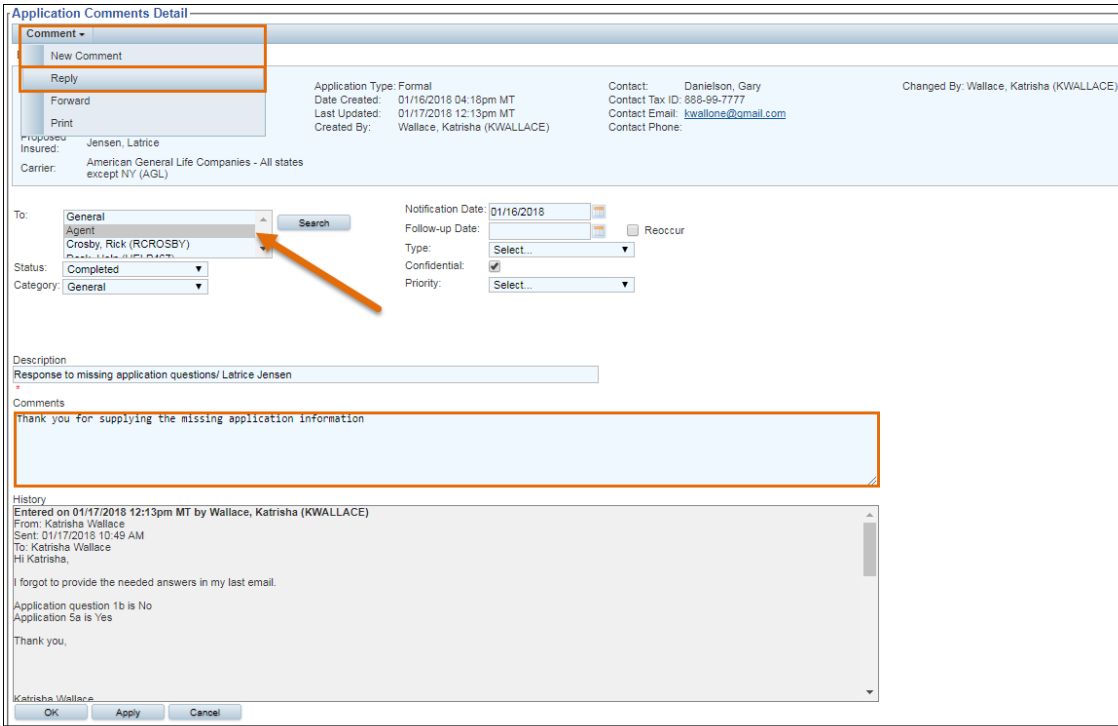 Application Comments Detail
Comment
New Comment
Reply
Forward
Print
Application Type: Formal
Date Created: 01/16/2018 04:18pm MT
Last Updated: 01/17/2018 12:13pm MT
Created By: Wallace, Katrisha (KWALLACE)
Contact: Danielson, Gary
Contact Tax ID: 888-99-7777
Contact Email: kwallone@gmail.com
Contact Phone:
Changed By: Wallace, Katrisha (KWALLACE)
Proposed
Insured: Jensen, Latrice
Carrier: American General Life Companies - All states
except NY (AGL)
To:
General
Agent
Crosby, Rick (RCROSBY)
Search
Status: Completed
Category: General
Notification Date: 01/16/2018
Follow-up Date:
Reoccur
Type: Select...
Confidential:
Priority: Select...
Description
Response to missing application questions/ Latrice Jensen
*
Comments
Thank you for supplying the missing application information
History
Entered on 01/17/2018 12:13pm MT by Wallace, Katrisha (KWALLACE)
From: Katrisha Wallace
Sent: 01/17/2018 10:49 AM
To: Katrisha Wallace
Hi Katrisha,
I forgot to provide the needed answers in my last email.
Application question 1b is No
Application 5a is Yes
Thank you,
Katrisha Wallace
OK
Apply
Cancel